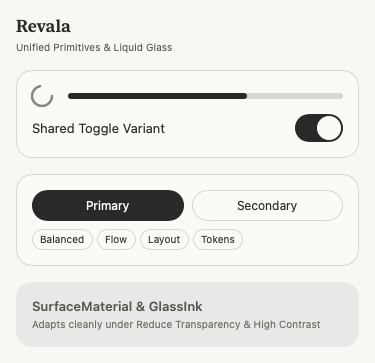 Revala
Unified Primitives & Liquid Glass
Shared Toggle Variant
Primary Secondary
Balanced Flow Layout Tokens
SurfaceMaterial & GlassInk
Adapts cleanly under Reduce Transparency & High Contrast